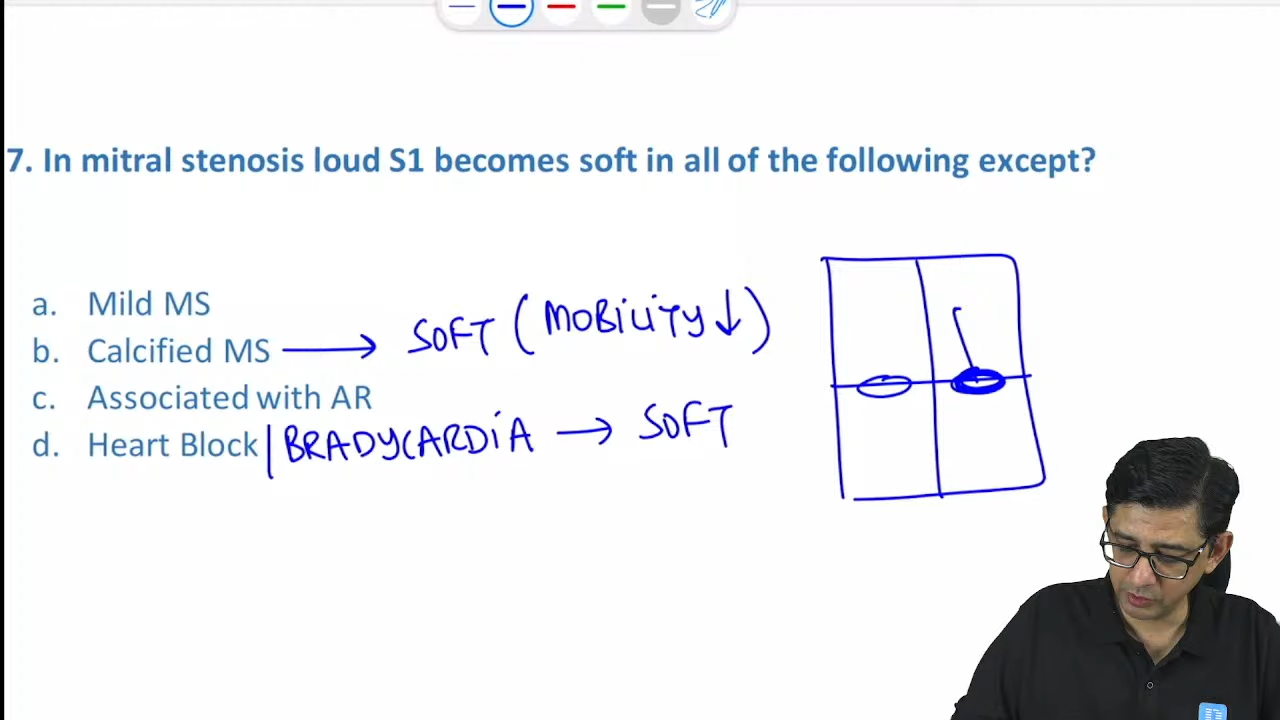 7. In mitral stenosis loud S1 becomes soft in all of the following except?
a. Mild MS
b. Calcified MS → SOFT (MOBILITY ↓)
c. Associated with AR
d. Heart Block | BRADYCARDIA → SOFT